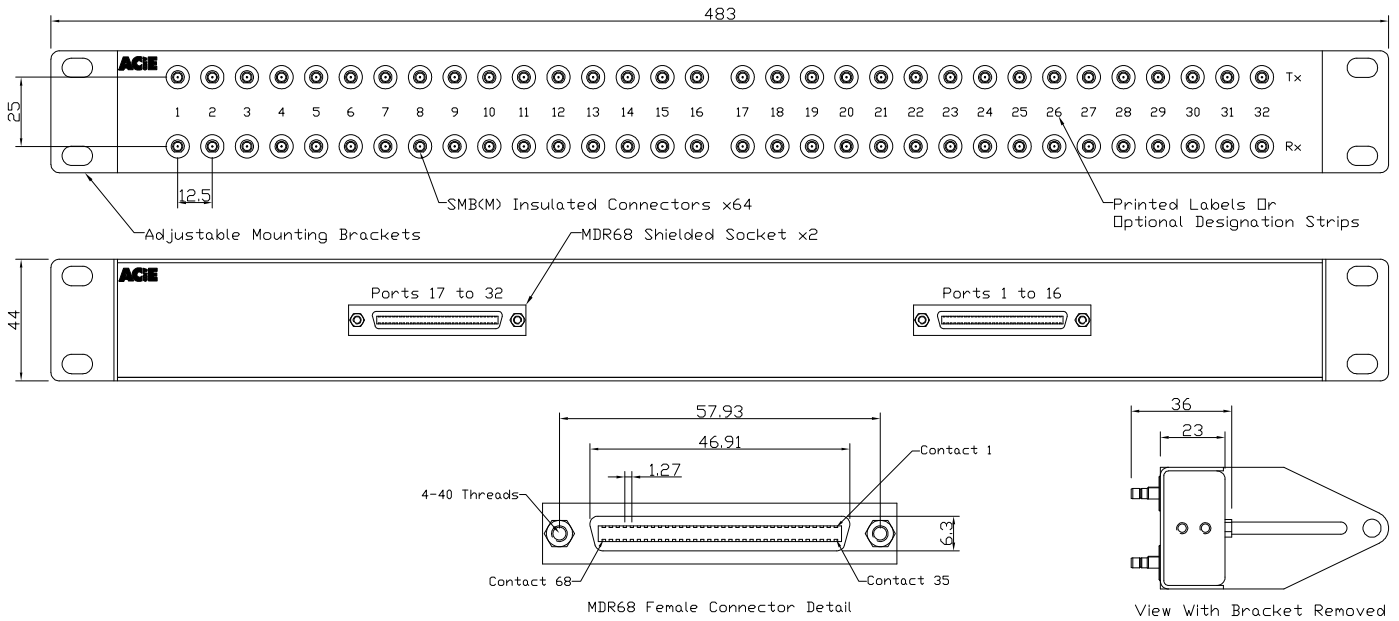 483
ACiE
Tx
25
1 2 3 4 5 6 7 8 9 10 11 12 13 14 15 16 17 18 19 20 21 22 23 24 25 26 27 28 29 30 31 32
Rx
12.5
SMB(M) Insulated Connectors x64
Printed Labels Or
Optional Designation Strips
Adjustable Mounting Brackets
MDR68 Shielded Socket x2
ACiE
44
Ports 17 to 32
Ports 1 to 16
57.93
46.91
1.27
Contact 1
4-40 Threads
6.3
Contact 68
Contact 35
MDR68 Female Connector Detail
36
23
View With Bracket Removed